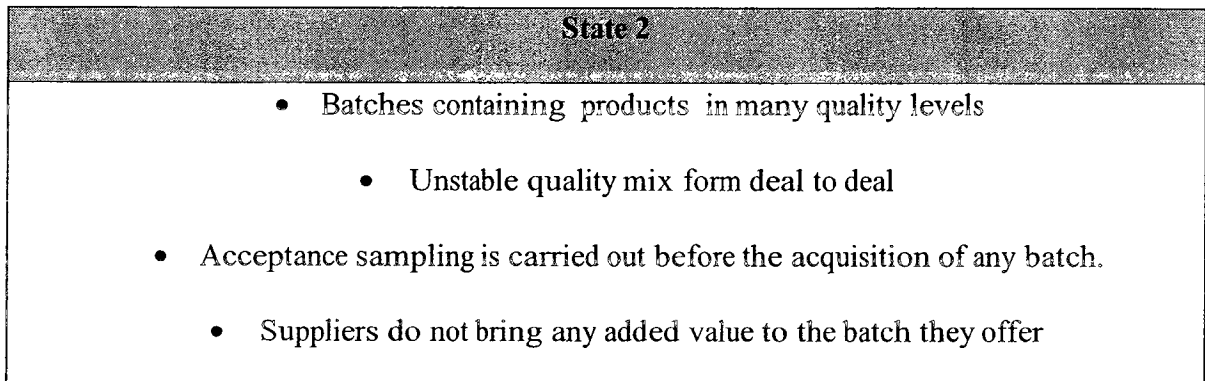 State 2
• Batches containing products in many quality levels
• Unstable quality mix form deal to deal
• Acceptance sampling is carried out before the acquisition of any batch.
• Suppliers do not bring any added value to the batch they offer